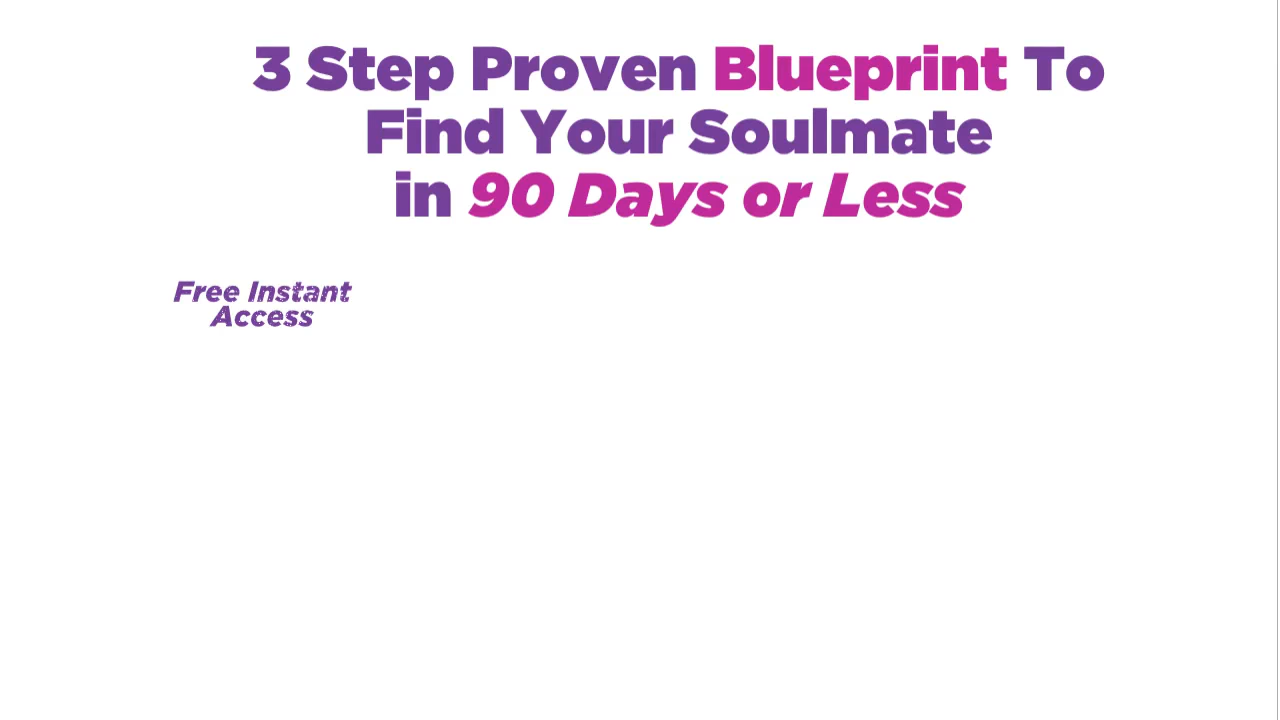 3 Step Proven Blueprint To
Find Your Soulmate
in 90 Days or Less
Free Instant
Access